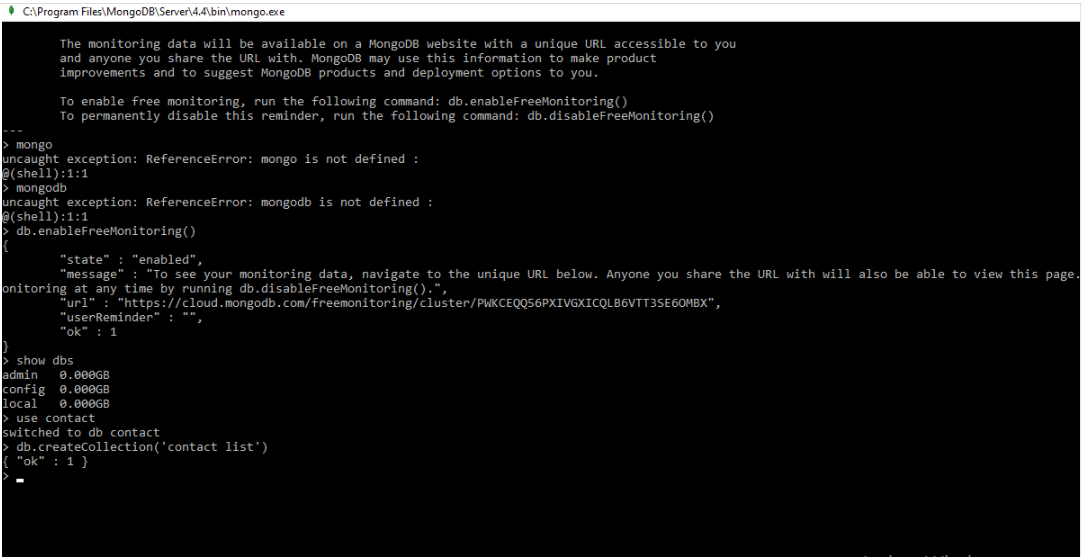 C:\Program Files\MongoDB\Server\4.4\bin\mongo.exe
The monitoring data will be available on a MongoDB website with a unique URL accessible to you
and anyone you share the URL with. MongoDB may use this information to make product
improvements and to suggest MongoDB products and deployment options to you.
To enable free monitoring, run the following command: db.enableFreeMonitoring()
To permanently disable this reminder, run the following command: db.disableFreeMonitoring()
---
> mongo
uncaught exception: ReferenceError: mongo is not defined :
@(shell):1:1
> mongodb
uncaught exception: ReferenceError: mongodb is not defined :
@(shell):1:1
> db.enableFreeMonitoring()
{
"state" : "enabled",
"message" : "To see your monitoring data, navigate to the unique URL below. Anyone you share the URL with will also be able to view this page.
onitoring at any time by running db.disableFreeMonitoring().",
"url" : "https://cloud.mongodb.com/freemonitoring/cluster/PWKCEQQ56PXIVGXICQLB6VTT3SE6OMBX",
"userReminder" : "",
"ok" : 1
}
> show dbs
admin 0.000GB
config 0.000GB
local 0.000GB
> use contact
switched to db contact
> db.createCollection('contact list')
{ "ok" : 1 }
>